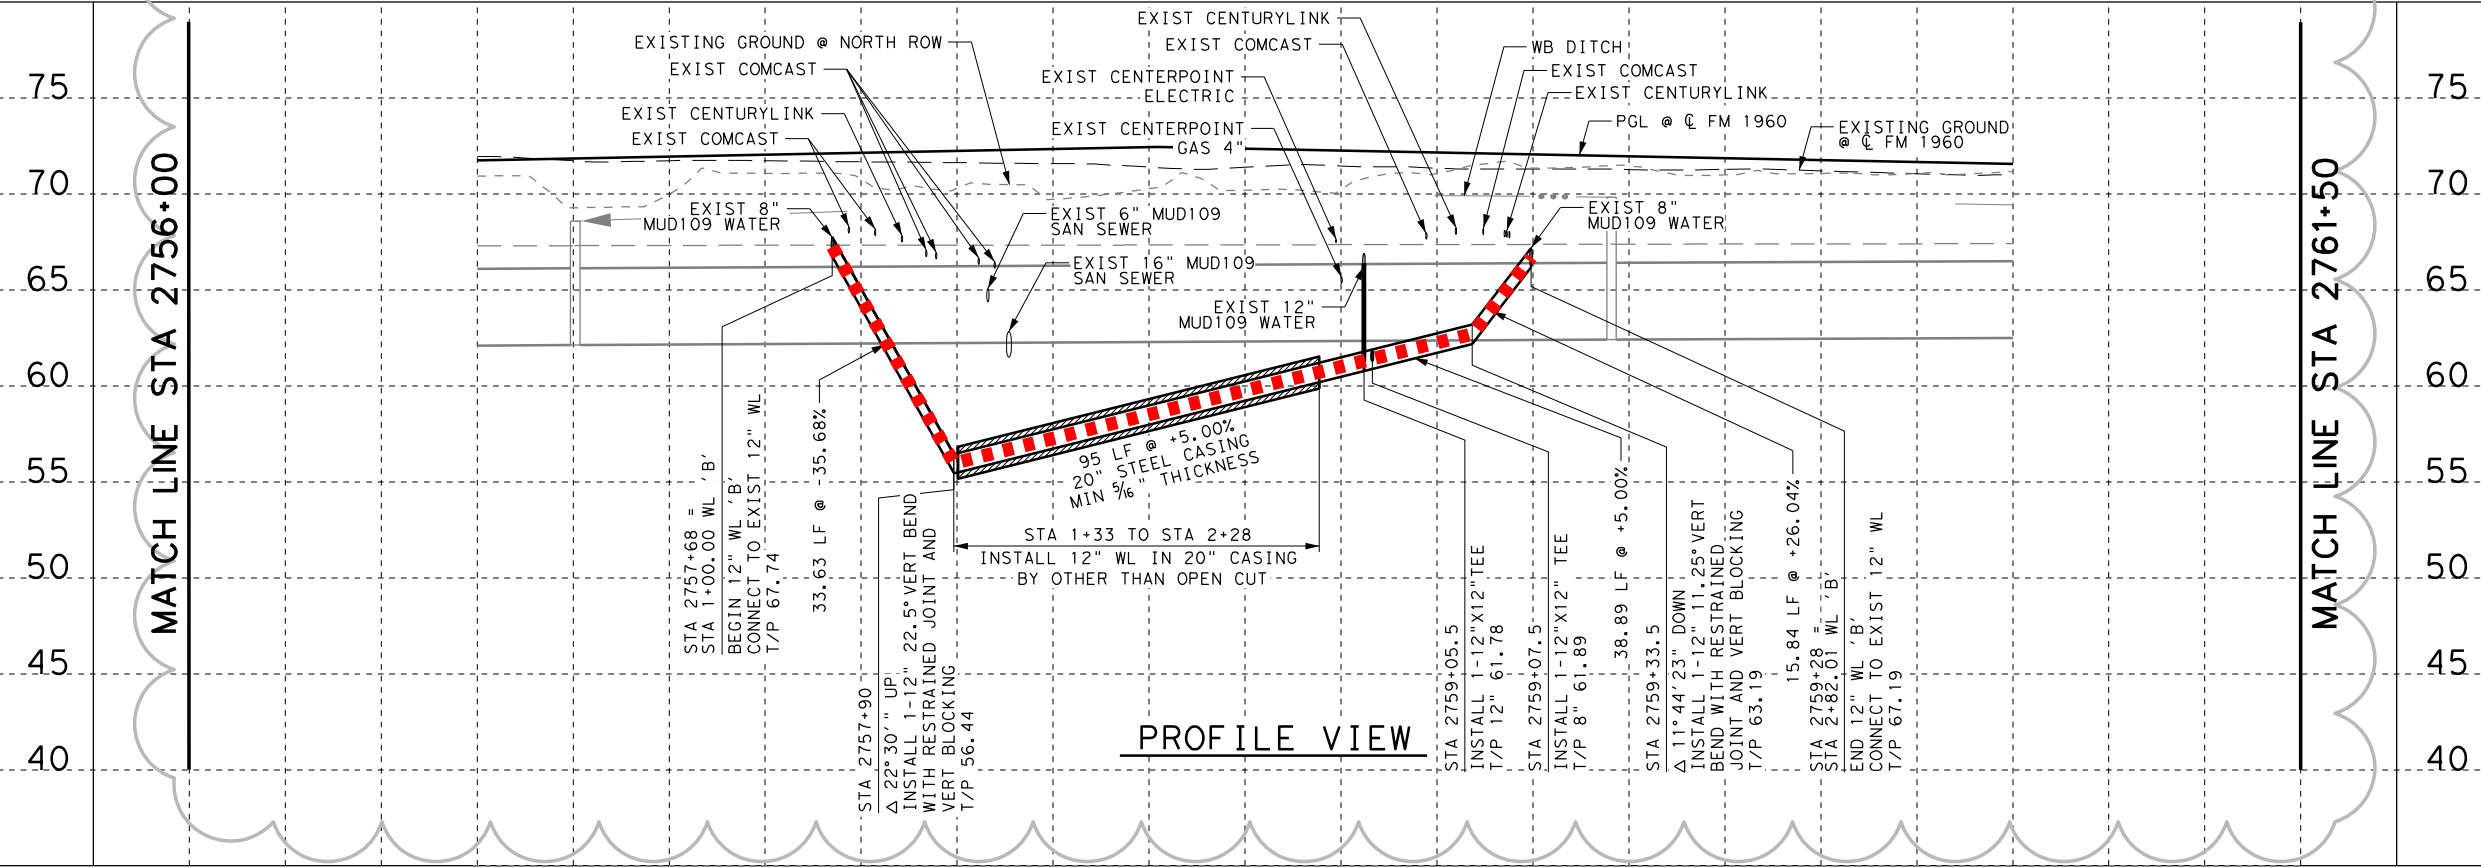 EXIST CENTURYLINK
EXISTING GROUND @ NORTH ROW
EXIST COMCAST
EXIST COMCAST
WB DITCH
EXIST COMCAST
EXIST CENTERPOINT
ELECTRIC
EXIST CENTURYLINK
75
75
EXIST CENTURYLINK
EXIST COMCAST
EXIST CENTERPOINT
GAS 4"
PGL @ ℄ FM 1960
EXISTING GROUND
@ ℄ FM 1960
70
70
EXIST 8"
MUD109 WATER
EXIST 6" MUD109
SAN SEWER
EXIST 8"
MUD109 WATER
65
65
EXIST 16" MUD109
SAN SEWER
EXIST 12"
MUD109 WATER
60
60
55
55
50
50
45
45
40
40
MATCH LINE STA 2756+00
MATCH LINE STA 2761+50
95 LF @ +5.00%
20" STEEL CASING
MIN 5/16" THICKNESS
STA 1+33 TO STA 2+28
INSTALL 12" WL IN 20" CASING
BY OTHER THAN OPEN CUT
STA 2757+68 =
STA 1+00.00 WL 'B'
BEGIN 12" WL 'B'
CONNECT TO EXIST 12" WL
T/P 67.74
33.63 LF @ -35.68%
STA 2757+90
△ 22°30'" UP
INSTALL 1-12" 22.5° VERT BEND
WITH RESTRAINED JOINT AND
VERT BLOCKING
T/P 56.44
STA 2759+05.5
INSTALL 1-12"X12"TEE
T/P 12" 61.78
STA 2759+07.5
INSTALL 1-12"X12" TEE
T/P 8" 61.89
38.89 LF @ +5.00%
STA 2759+33.5
△ 11°44'23" DOWN
INSTALL 1-12" 11.25° VERT
BEND WITH RESTRAINED
JOINT AND VERT BLOCKING
T/P 63.19
15.84 LF @ +26.04%
STA 2759+28 =
STA 2+82.01 WL 'B'
END 12" WL 'B'
CONNECT TO EXIST 12" WL
T/P 67.19
PROFILE VIEW